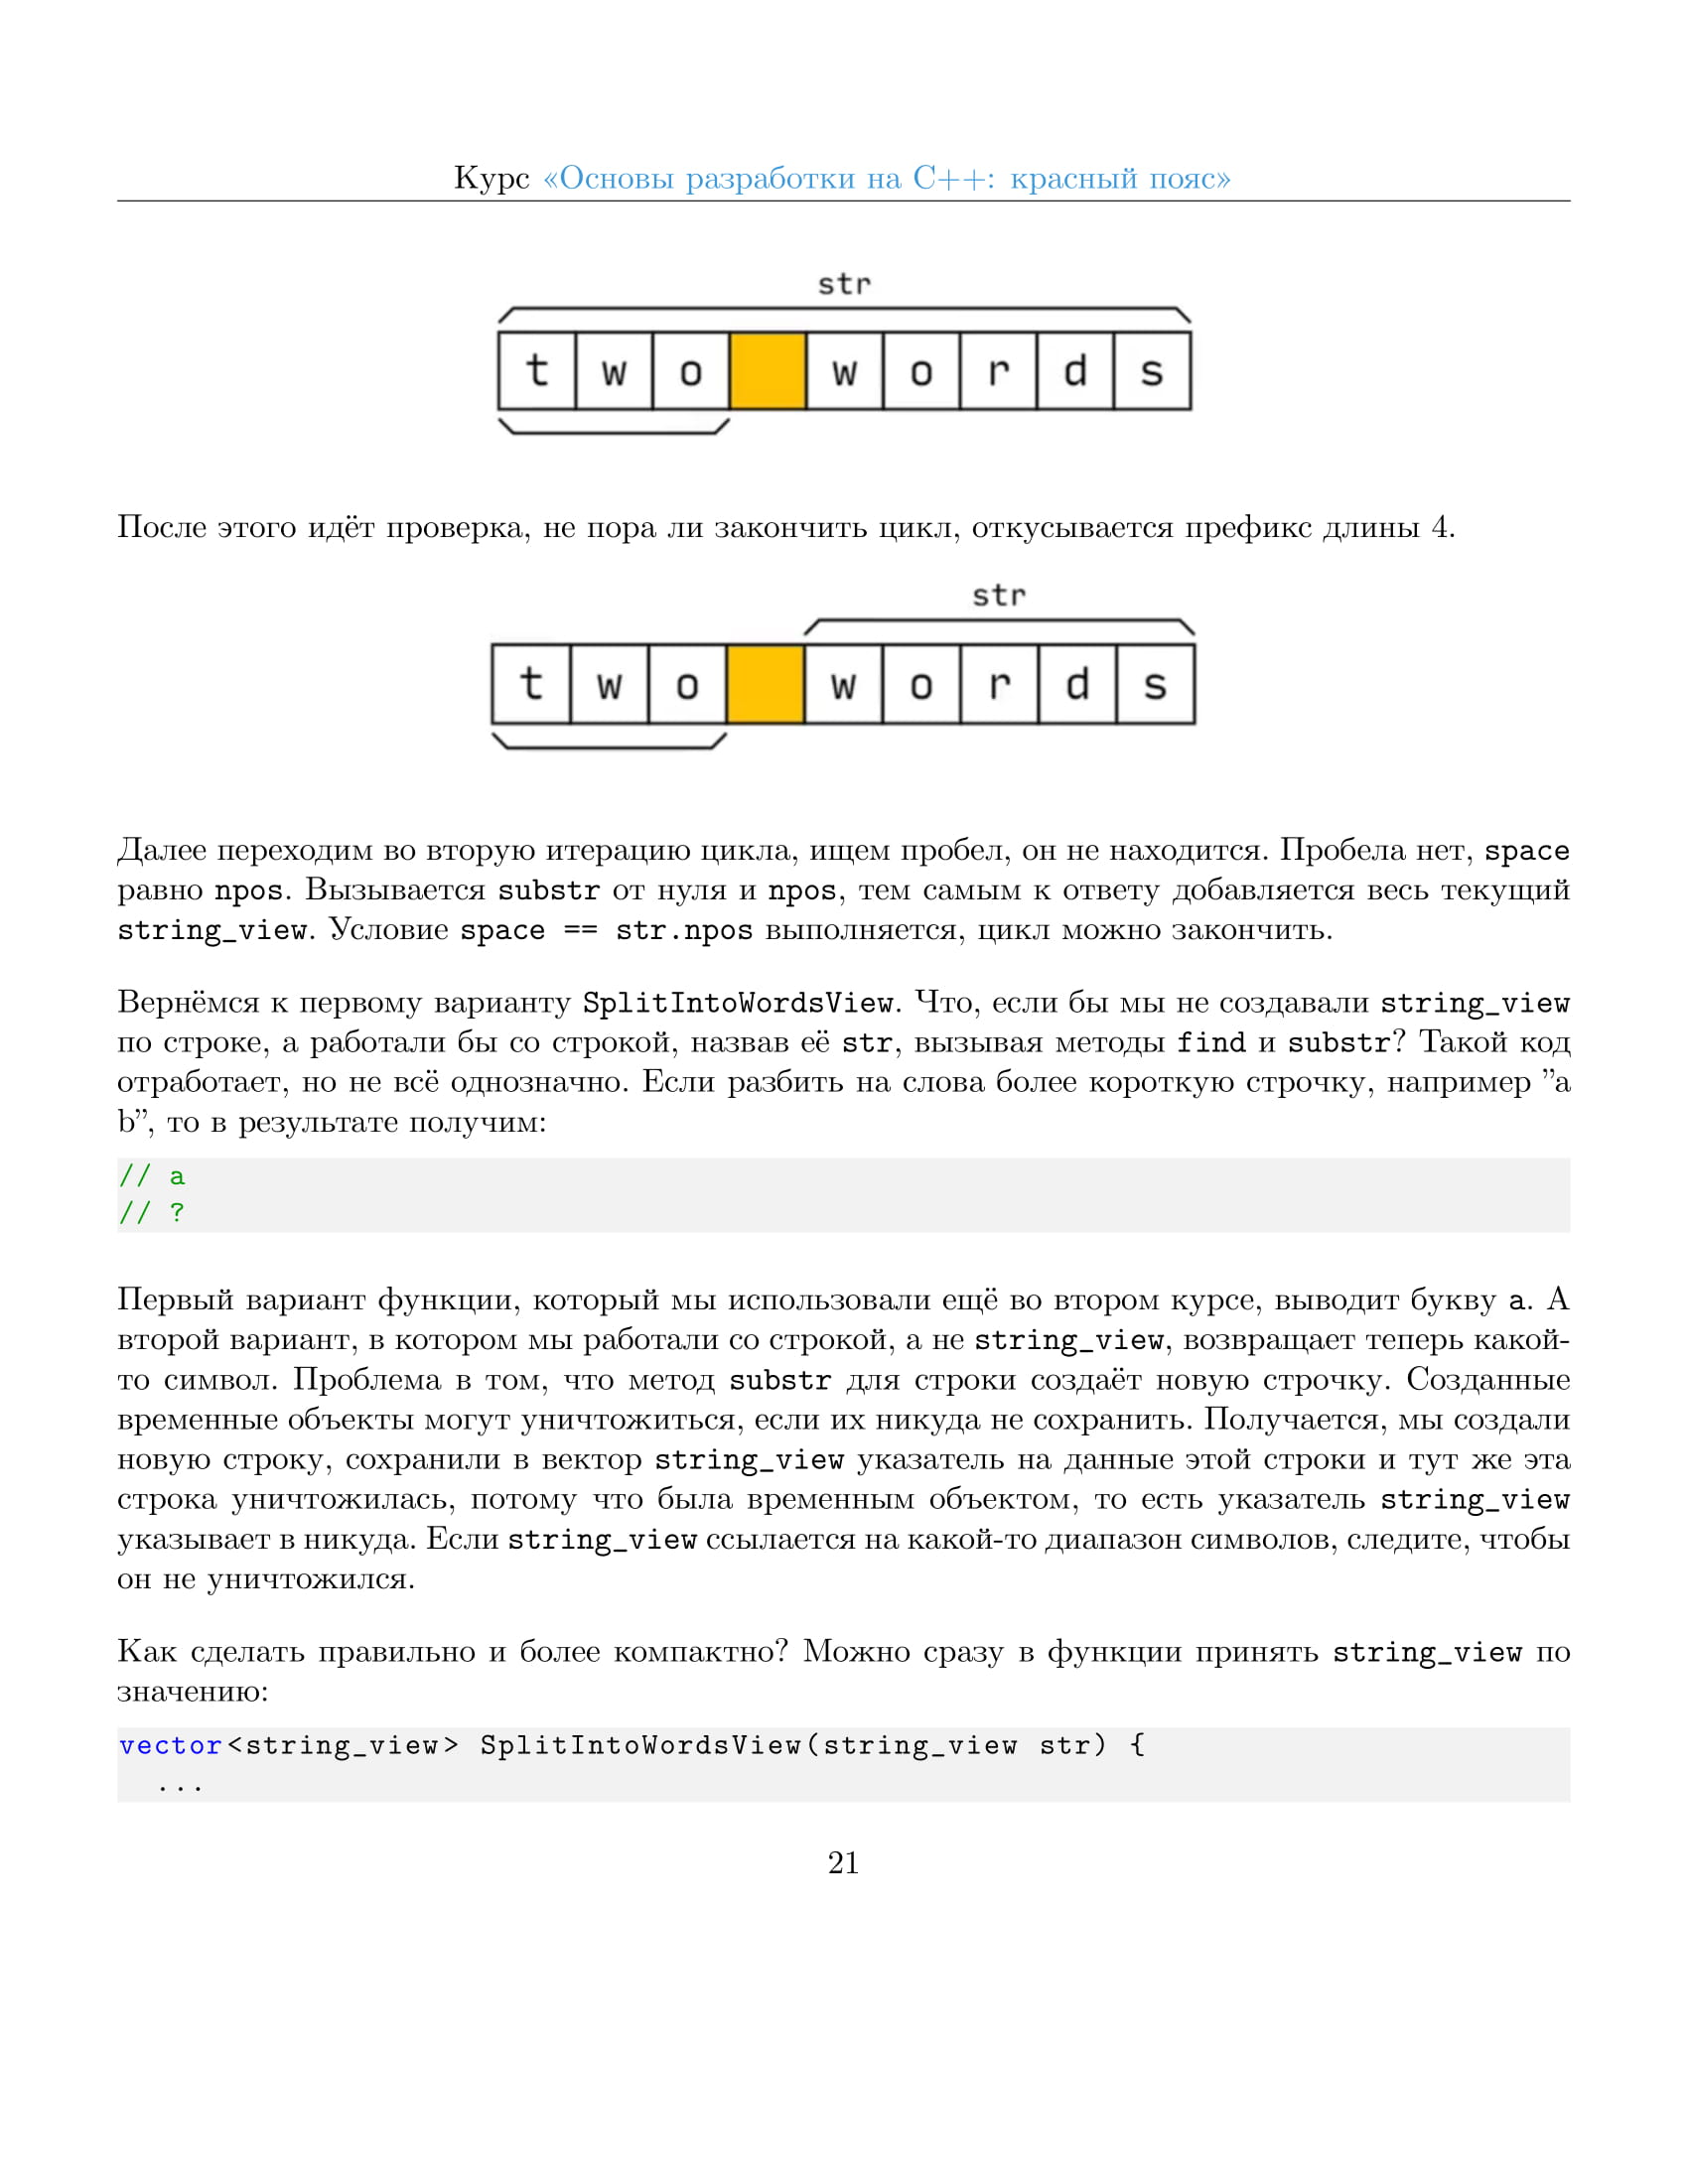 Курс «Основы разработки на C++: красный пояс»
str
t w o w o r d s
После этого идёт проверка, не пора ли закончить цикл, откусывается префикс длины 4.
str
t w o w o r d s
Далее переходим во вторую итерацию цикла, ищем пробел, он не находится. Пробела нет, space
равно npos. Вызывается substr от нуля и npos, тем самым к ответу добавляется весь текущий
string_view. Условие space == str.npos выполняется, цикл можно закончить.
Вернёмся к первому варианту SplitIntoWordsView. Что, если бы мы не создавали string_view
по строке, а работали бы со строкой, назвав её str, вызывая методы find и substr? Такой код
отработает, но не всё однозначно. Если разбить на слова более короткую строчку, например ”a
b”, то в результате получим:
// a
// ?
Первый вариант функции, который мы использовали ещё во втором курсе, выводит букву a. А
второй вариант, в котором мы работали со строкой, а не string_view, возвращает теперь какой-
то символ. Проблема в том, что метод substr для строки создаёт новую строчку. Созданные
временные объекты могут уничтожиться, если их никуда не сохранить. Получается, мы создали
новую строку, сохранили в вектор string_view указатель на данные этой строки и тут же эта
строка уничтожилась, потому что была временным объектом, то есть указатель string_view
указывает в никуда. Если string_view ссылается на какой-то диапазон символов, следите, чтобы
он не уничтожился.
Как сделать правильно и более компактно? Можно сразу в функции принять string_view по
значению:
vector<string_view> SplitIntoWordsView(string_view str) {
...
21